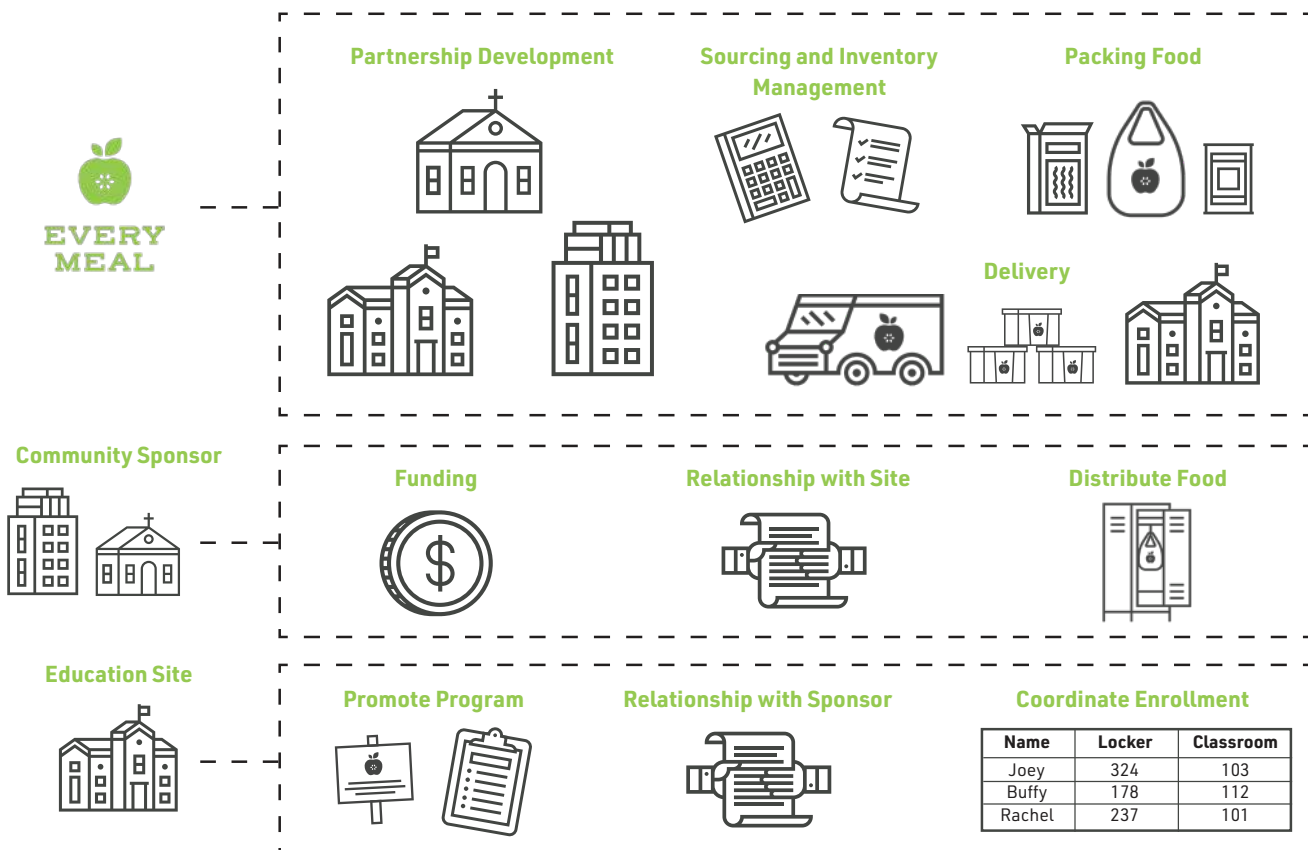 EVERY
MEAL
Partnership Development
Sourcing and Inventory
Management
Packing Food
Delivery
Community Sponsor
Funding
$
Relationship with Site
Distribute Food
Education Site
Promote Program
Relationship with Sponsor
Coordinate Enrollment
Name Locker Classroom
Joey 324 103
Buffy 178 112
Rachel 237 101